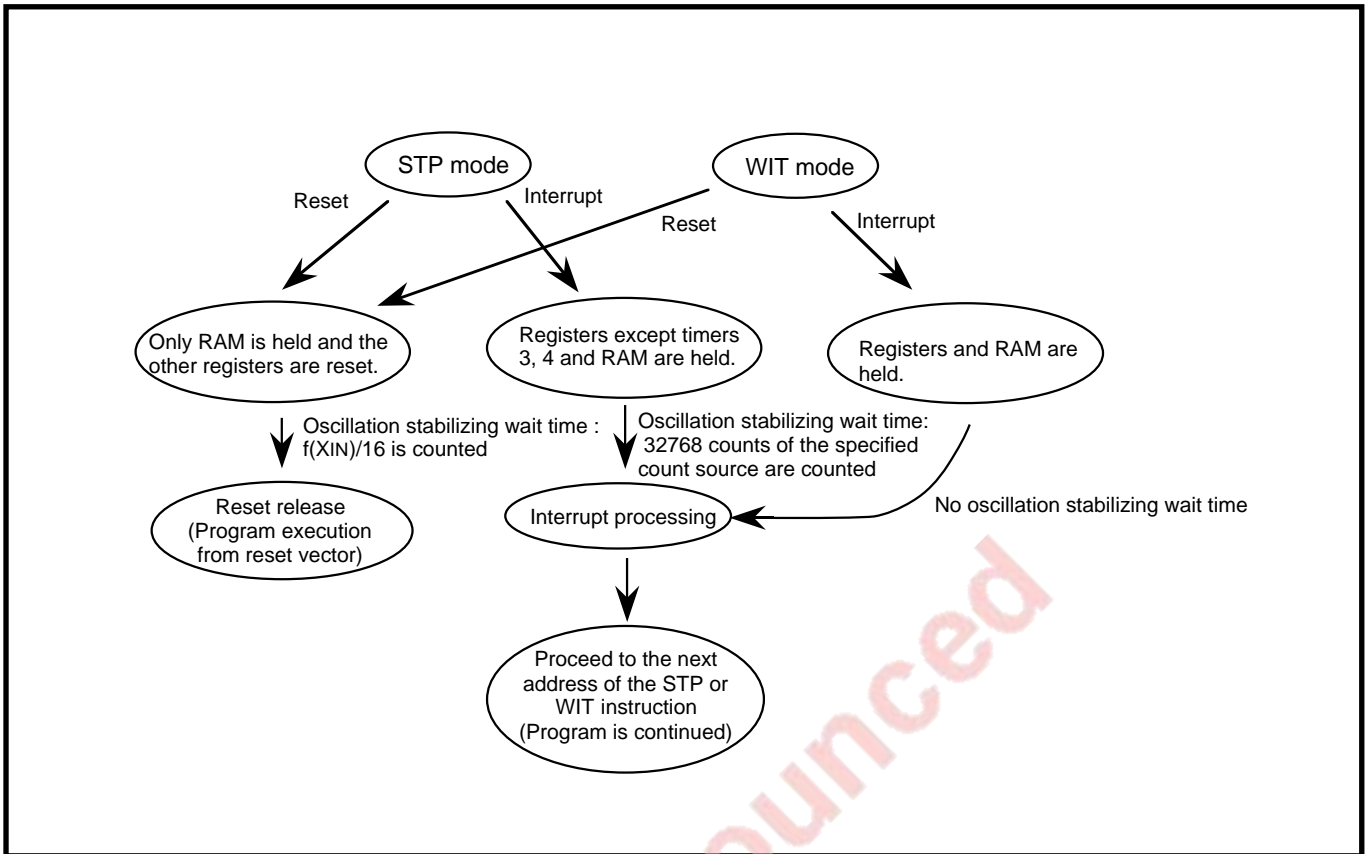 STP mode
WIT mode
Reset
Interrupt
Reset
Interrupt
Only RAM is held and the
other registers are reset.
Registers except timers
3, 4 and RAM are held.
Registers and RAM are
held.
Oscillation stabilizing wait time :
f(XIN)/16 is counted
Oscillation stabilizing wait time:
32768 counts of the specified
count source are counted
No oscillation stabilizing wait time
Reset release
(Program execution
from reset vector)
Interrupt processing
Proceed to the next
address of the STP or
WIT instruction
(Program is continued)